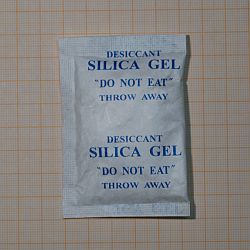 DESICCANT
SILICA GEL
"DO NOT EAT"
THROW AWAY
DESICCANT
SILICA GEL
"DO NOT EAT"
THROW AWAY